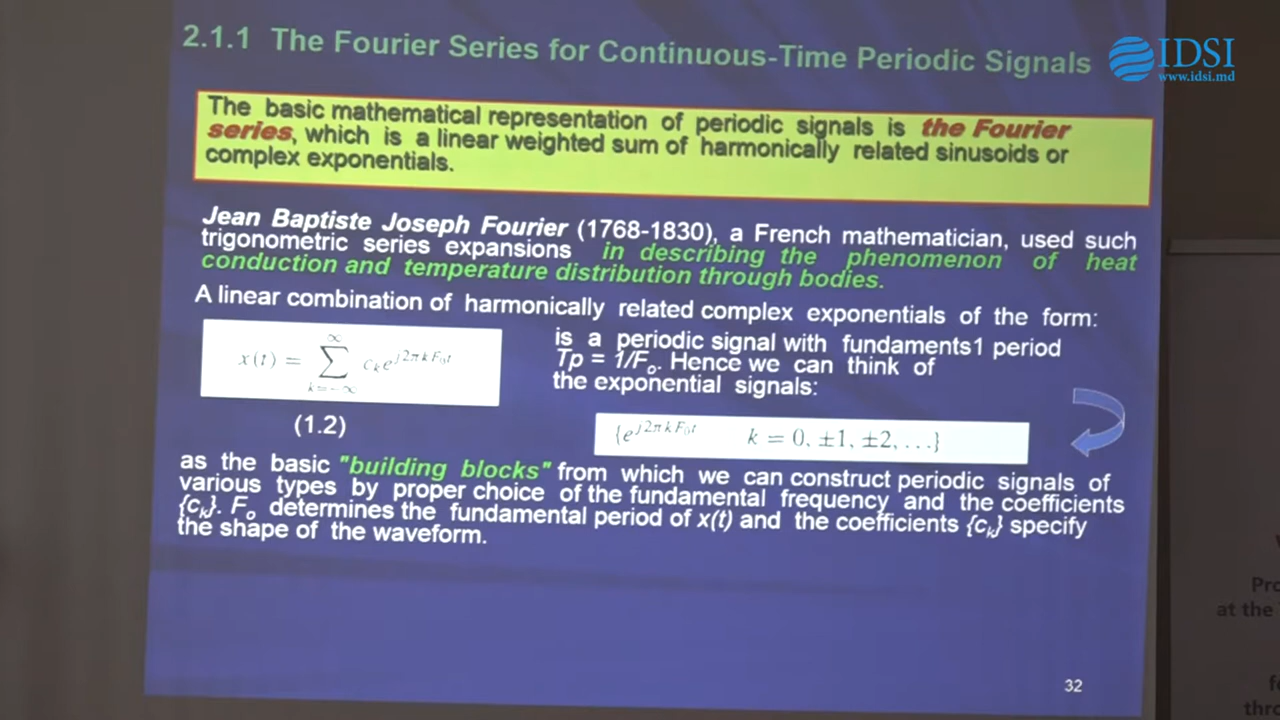 2.1.1 The Fourier Series for Continuous-Time Periodic Signals
IDSI
www.idsi.md
The basic mathematical representation of periodic signals is the Fourier
series, which is a linear weighted sum of harmonically related sinusoids or
complex exponentials.
Jean Baptiste Joseph Fourier (1768-1830), a French mathematician, used such
trigonometric series expansions in describing the phenomenon of heat
conduction and temperature distribution through bodies.
A linear combination of harmonically related complex exponentials of the form:
x(t) = ∑_{k=-∞}^{∞} c_k e^{j2πkF_0t}
(1.2)
is a periodic signal with fundaments1 period
Tp = 1/F_o. Hence we can think of
the exponential signals:
{e^{j2πkF_0t} k = 0, ±1, ±2, ...}
as the basic "building blocks" from which we can construct periodic signals of
various types by proper choice of the fundamental frequency and the coefficients
{c_k}. F_o determines the fundamental period of x(t) and the coefficients {c_k} specify
the shape of the waveform.
32
at the